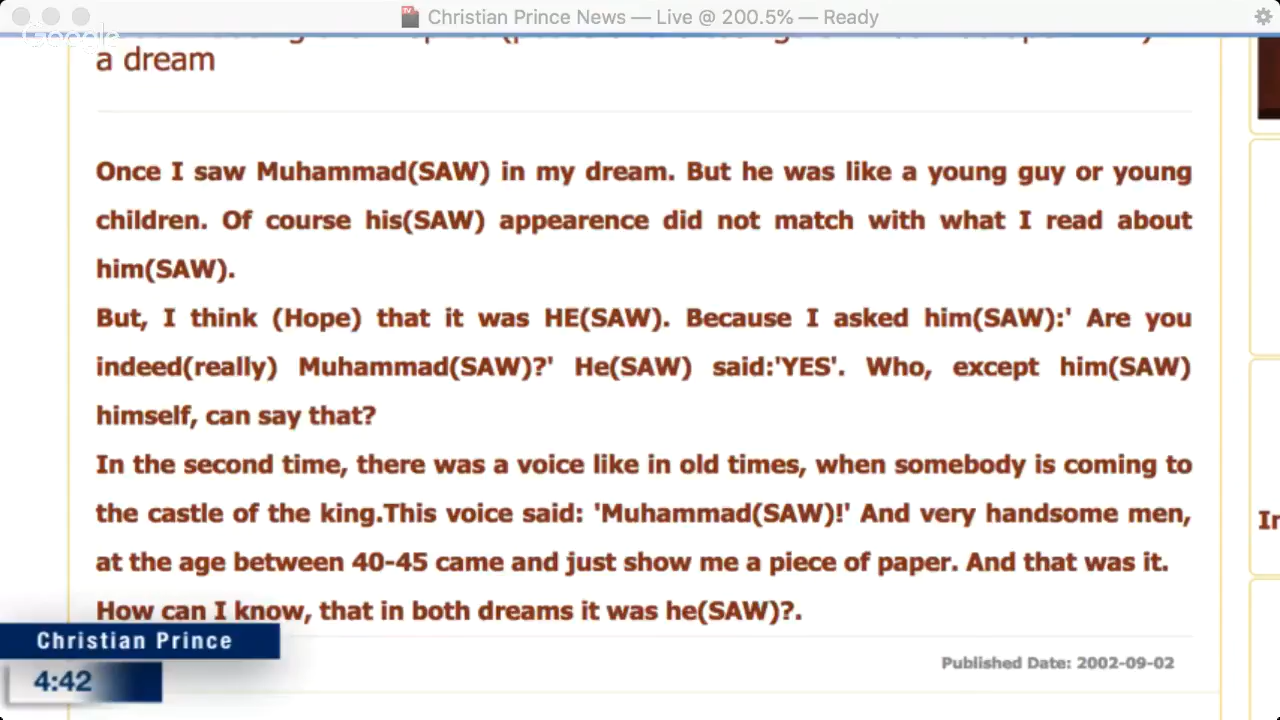 Christian Prince News — Live @ 200.5% — Ready
Google
a dream
Once I saw Muhammad(SAW) in my dream. But he was like a young guy or young
children. Of course his(SAW) appearence did not match with what I read about
him(SAW).
But, I think (Hope) that it was HE(SAW). Because I asked him(SAW):' Are you
indeed(really) Muhammad(SAW)?' He(SAW) said:'YES'. Who, except him(SAW)
himself, can say that?
In the second time, there was a voice like in old times, when somebody is coming to
the castle of the king.This voice said: 'Muhammad(SAW)!' And very handsome men,
at the age between 40-45 came and just show me a piece of paper. And that was it.
How can I know, that in both dreams it was he(SAW)?.
Christian Prince
Published Date: 2002-09-02
4:42